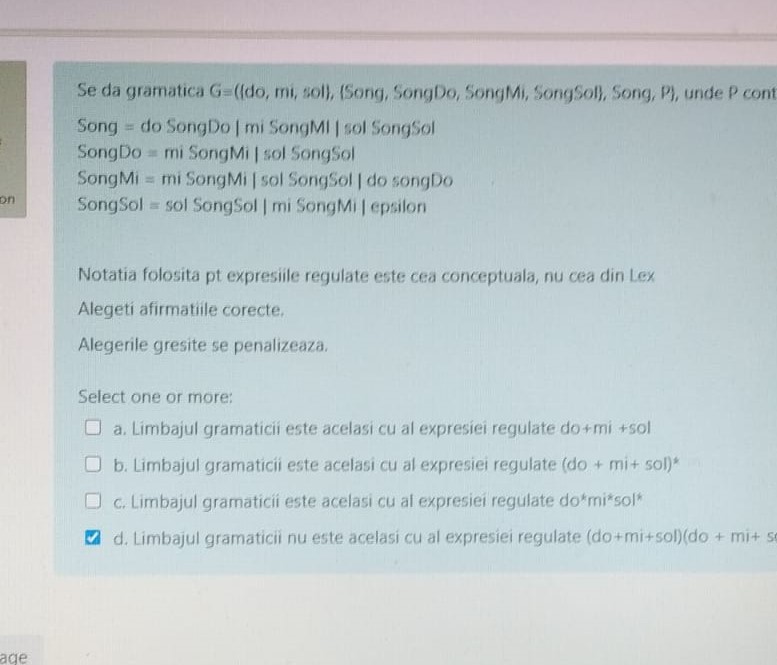 Se da gramatica G=({do, mi, sol}, {Song, SongDo, SongMi, SongSol}, Song, P}, unde P cont
Song = do SongDo | mi SongMI | sol SongSol
SongDo = mi SongMi | sol SongSol
SongMi = mi SongMi | sol SongSol | do songDo
on
SongSol = sol SongSol | mi SongMi | epsilon
Notatia folosita pt expresiile regulate este cea conceptuala, nu cea din Lex
Alegeti afirmatiile corecte.
Alegerile gresite se penalizeaza.
Select one or more:
a. Limbajul gramaticii este acelasi cu al expresiei regulate do+mi +sol
b. Limbajul gramaticii este acelasi cu al expresiei regulate (do + mi+ sol)*
c. Limbajul gramaticii este acelasi cu al expresiei regulate do*mi*sol*
d. Limbajul gramaticii nu este acelasi cu al expresiei regulate (do+mi+sol)(do + mi+ so
age